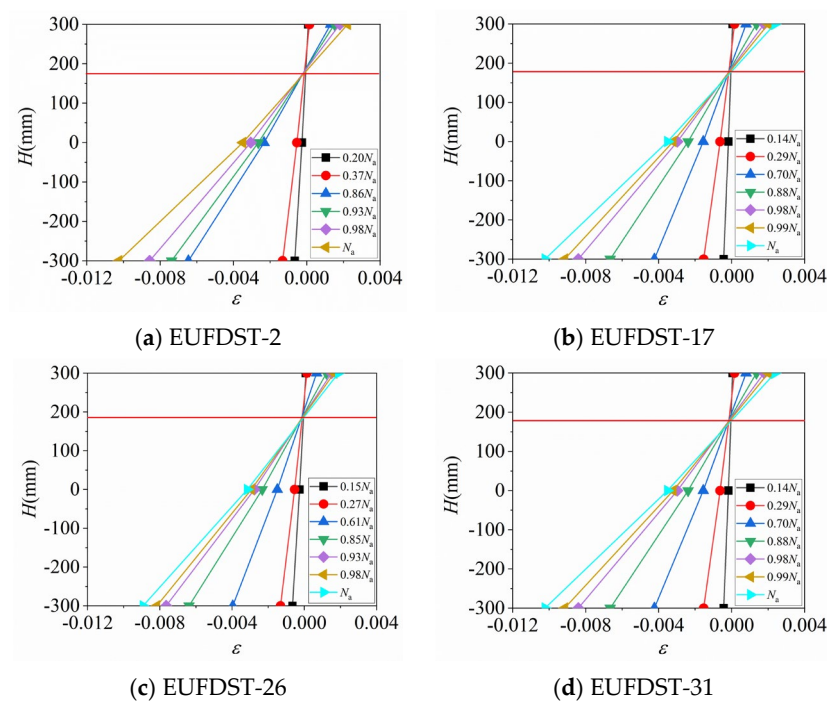 300
200
100
0
-100
-200
-300
H(mm)
0.20Na
0.37Na
0.86Na
0.93Na
0.98Na
Na
-0.012 -0.008 -0.004 0.000 0.004
ε
(a) EUFDST-2
300
200
100
0
-100
-200
-300
H(mm)
0.14Na
0.29Na
0.70Na
0.88Na
0.98Na
0.99Na
Na
-0.012 -0.008 -0.004 0.000 0.004
ε
(b) EUFDST-17
300
200
100
0
-100
-200
-300
H(mm)
0.15Na
0.27Na
0.61Na
0.85Na
0.93Na
0.98Na
Na
-0.012 -0.008 -0.004 0.000 0.004
ε
(c) EUFDST-26
300
200
100
0
-100
-200
-300
H(mm)
0.14Na
0.29Na
0.70Na
0.88Na
0.98Na
0.99Na
Na
-0.012 -0.008 -0.004 0.000 0.004
ε
(d) EUFDST-31